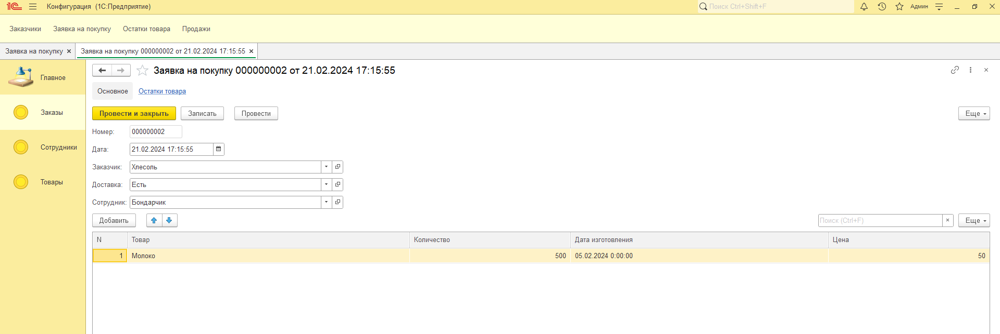 1С Конфигурация (1С:Предприятие) Поиск Ctrl+Shift+F Админ
Заказчики Заявка на покупку Остатки товара Продажи
Заявка на покупку × Заявка на покупку 000000002 от 21.02.2024 17:15:55 ×
Главное
Заказы
Сотрудники
Товары
Заявка на покупку 000000002 от 21.02.2024 17:15:55
Основное Остатки товара
Провести и закрыть Записать Провести Еще
Номер: 000000002
Дата: 21.02.2024 17:15:55
Заказчик: Хлесоль
Доставка: Есть
Сотрудник: Бондарчик
Добавить Поиск (Ctrl+F) × Еще
N Товар Количество Дата изготовления Цена
1 Молоко 500 05.02.2024 0:00:00 50